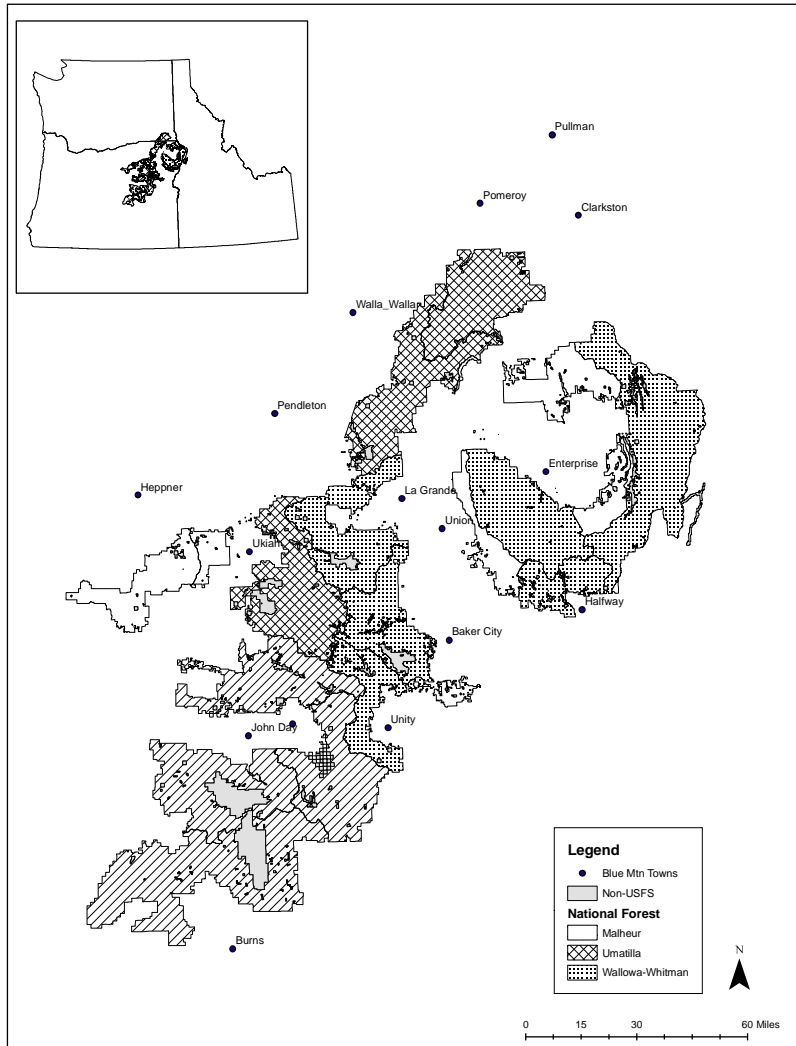 Pullman
Pomeroy
Clarkston
Walla_Walla
Pendleton
Enterprise
Heppner
La Grande
Union
Ukiah
Halfway
Baker City
John Day
Unity
Burns
Legend
Blue Mtn Towns
Non-USFS
National Forest
Malheur
Umatilla
Wallowa-Whitman
N
0 15 30 60 Miles